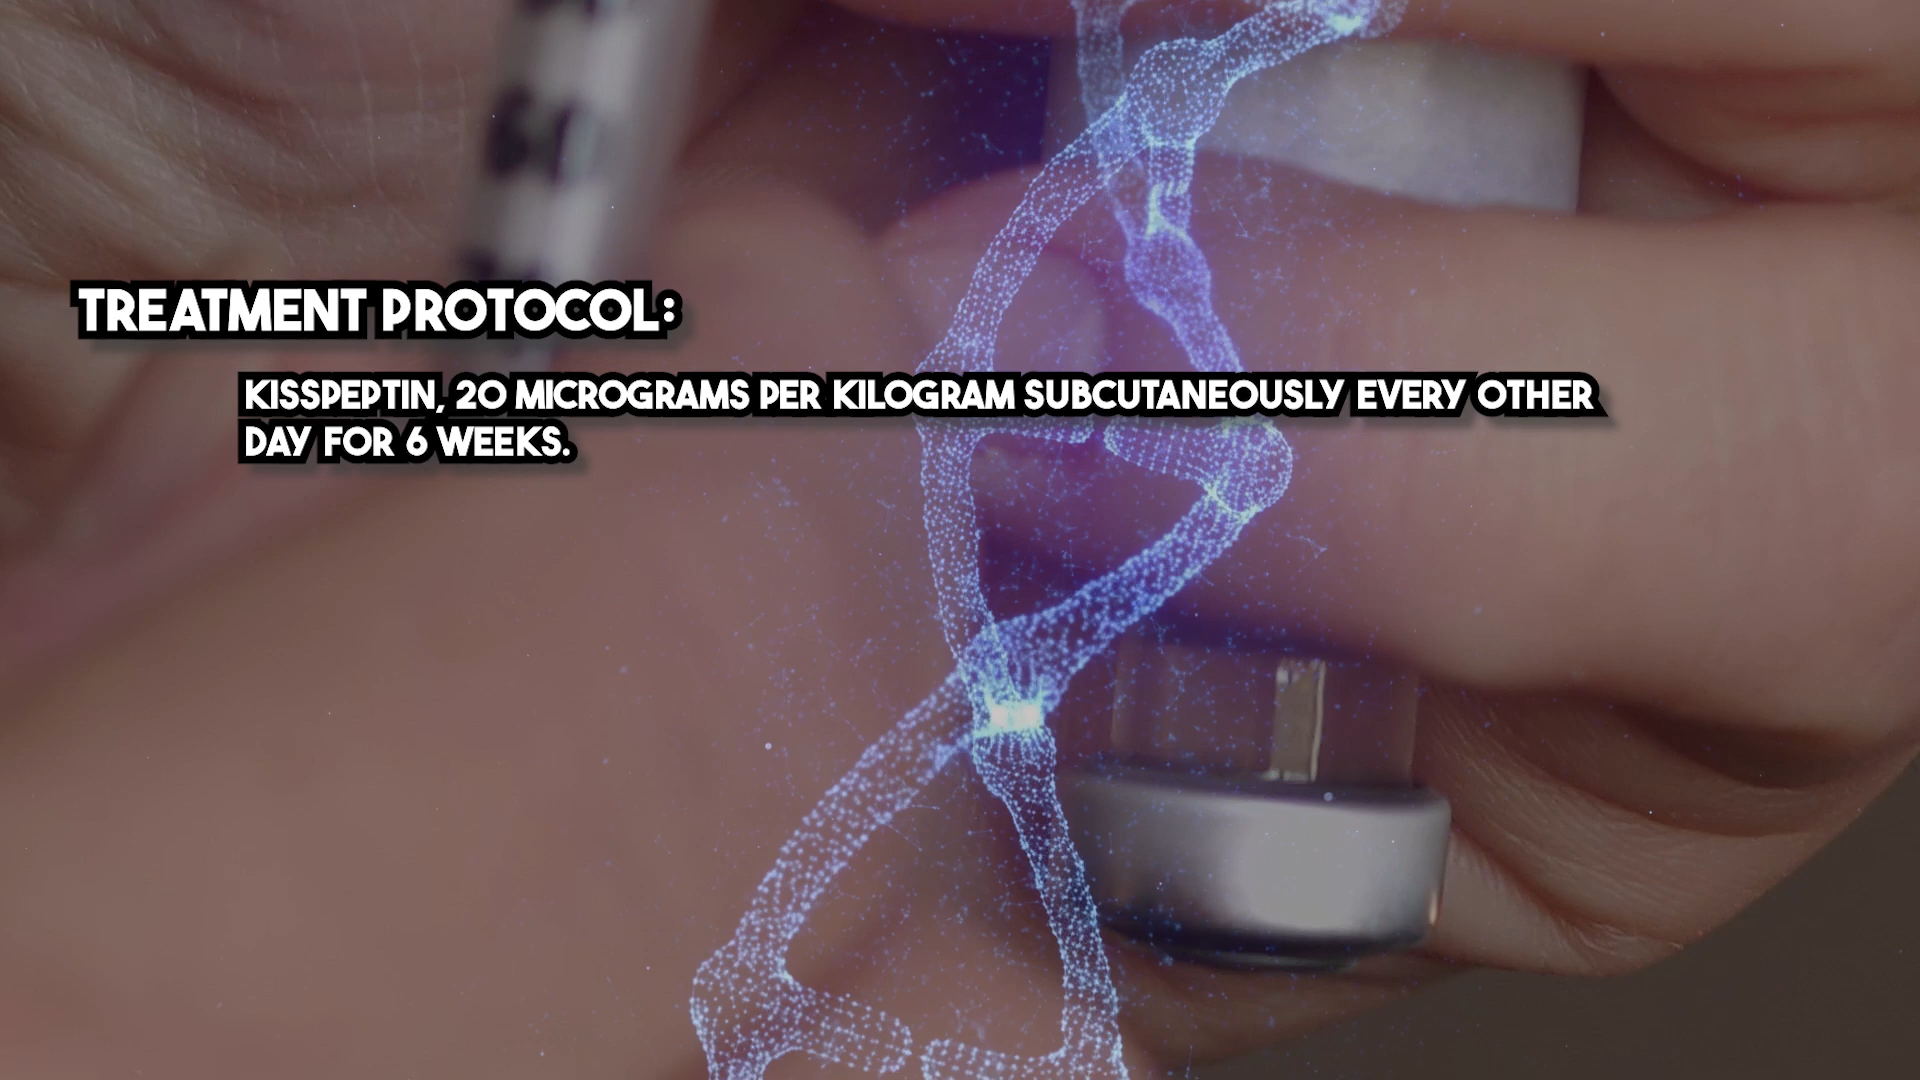 TREATMENT PROTOCOL:
KISSPEPTIN, 20 MICROGRAMS PER KILOGRAM SUBCUTANEOUSLY EVERY OTHER
DAY FOR 6 WEEKS.